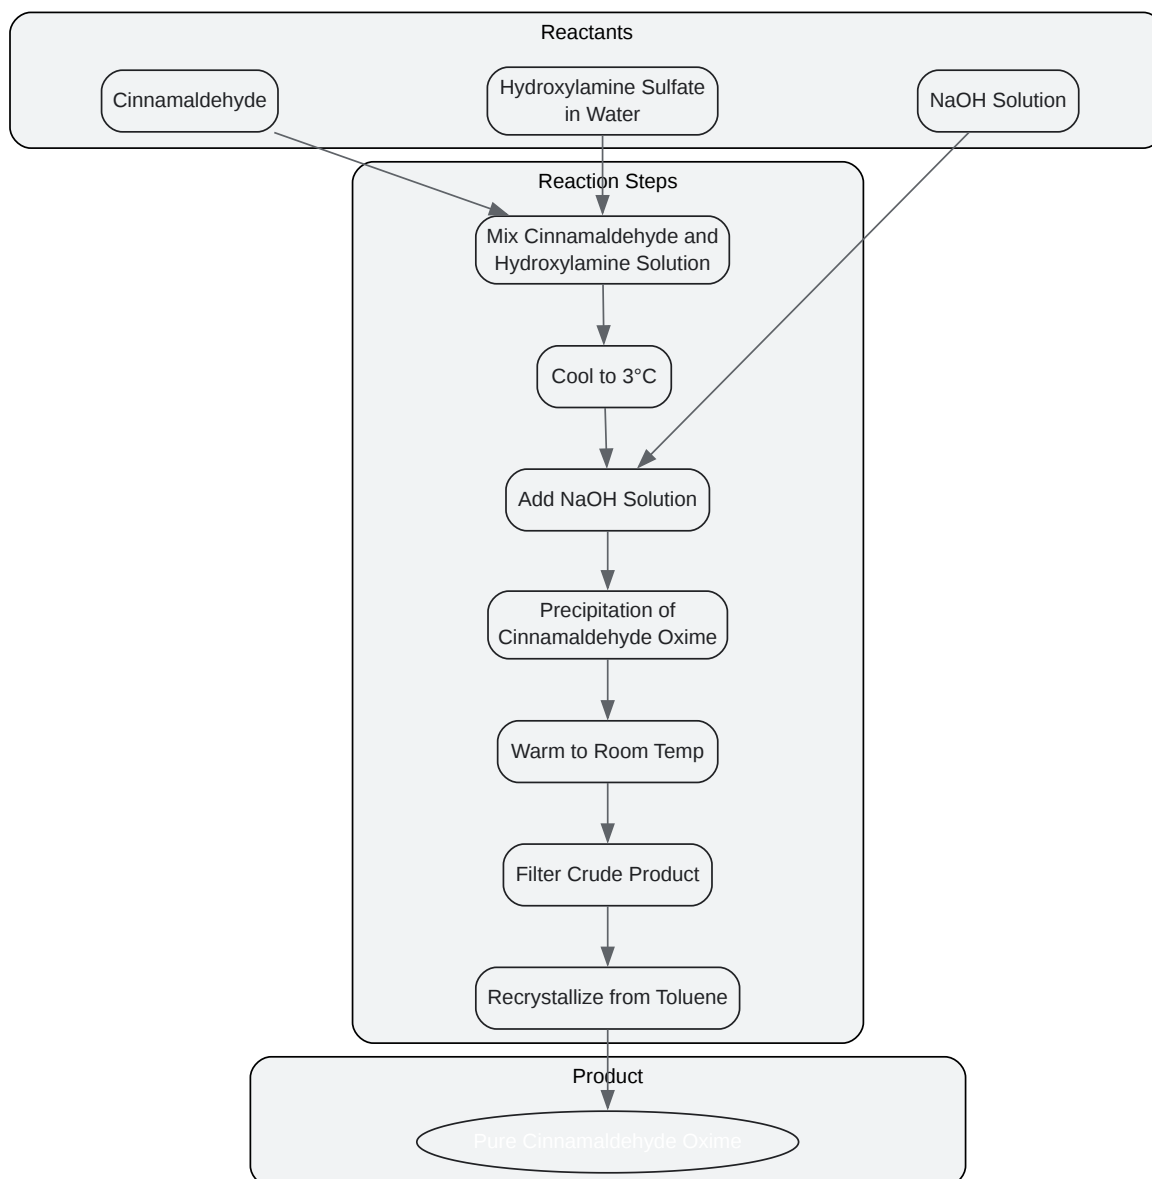 Reactants
Cinnamaldehyde
Hydroxylamine Sulfate
in Water
NaOH Solution
Reaction Steps
Mix Cinnamaldehyde and
Hydroxylamine Solution
Cool to 3°C
Add NaOH Solution
Precipitation of
Cinnamaldehyde Oxime
Warm to Room Temp
Filter Crude Product
Recrystallize from Toluene
Product
Pure Cinnamaldehyde Oxime